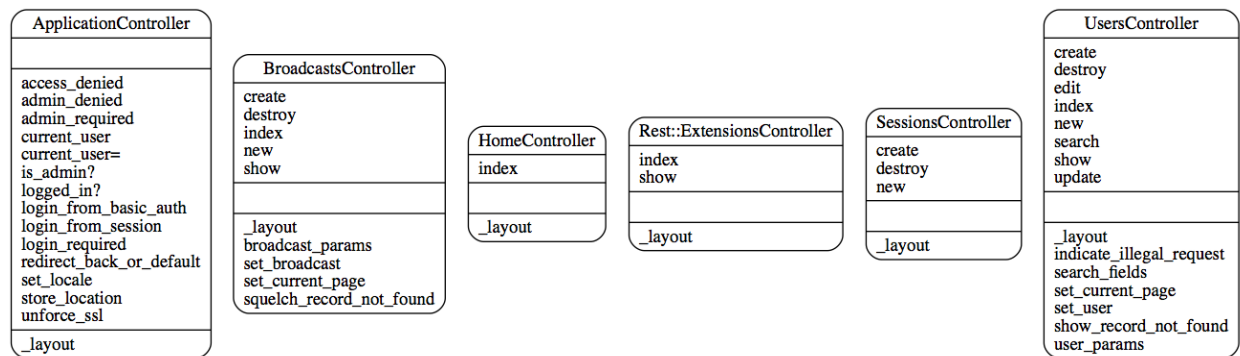 ApplicationController
access_denied
admin_denied
admin_required
current_user
current_user=
is_admin?
logged_in?
login_from_basic_auth
login_from_session
login_required
redirect_back_or_default
set_locale
store_location
unforce_ssl
_layout
BroadcastsController
create
destroy
index
new
show
_layout
broadcast_params
set_broadcast
set_current_page
squelch_record_not_found
HomeController
index
_layout
Rest::ExtensionsController
index
show
_layout
SessionsController
create
destroy
new
_layout
UsersController
create
destroy
edit
index
new
search
show
update
_layout
indicate_illegal_request
search_fields
set_current_page
set_user
show_record_not_found
user_params